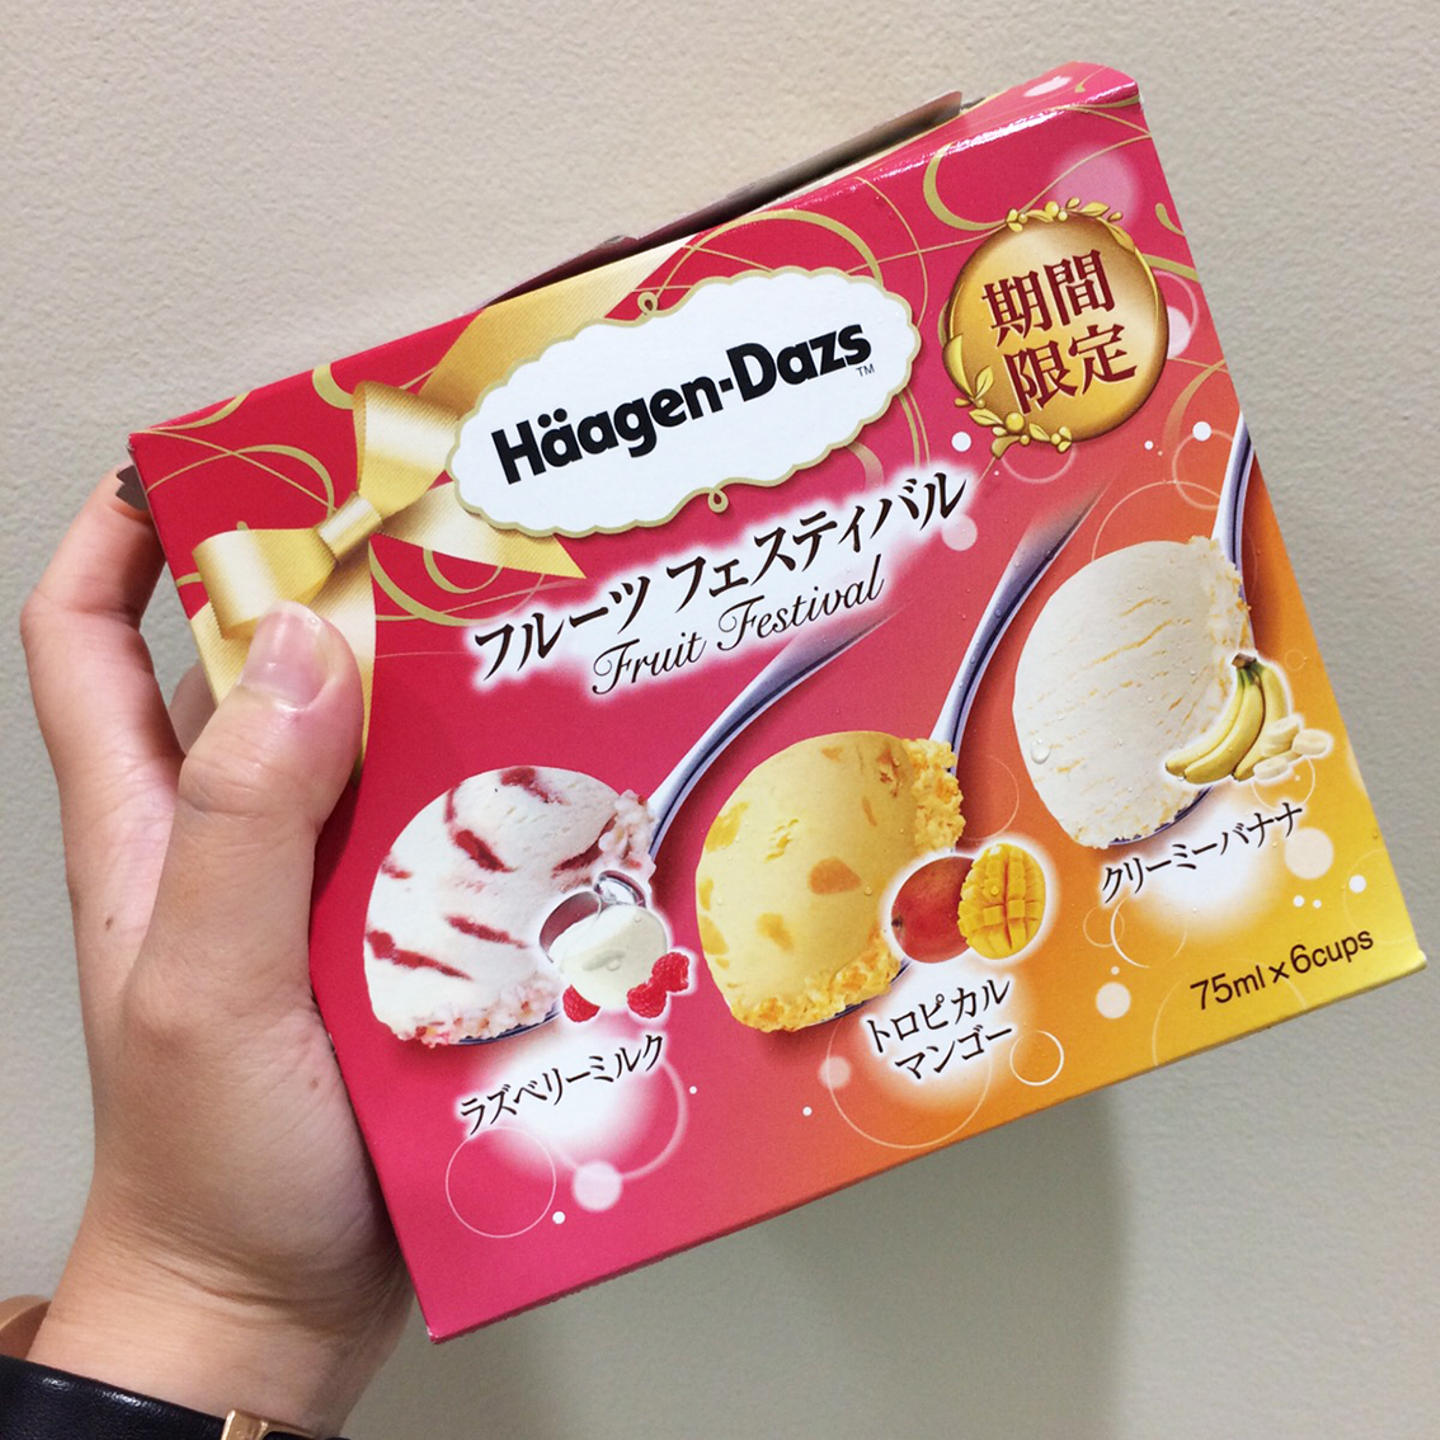 Häagen-Dazs™
期間
限定
フルーツ フェスティバル
Fruit Festival
ラズベリーミルク
トロピカル
マンゴー
クリーミーバナナ
75ml×6cups